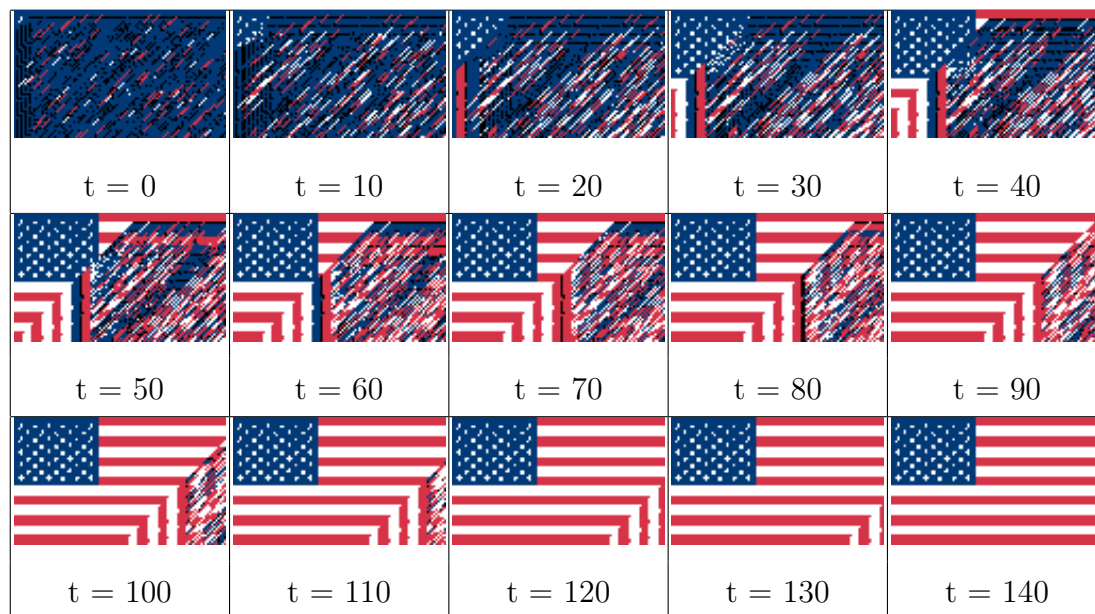 t = 0 t = 10 t = 20 t = 30 t = 40
t = 50 t = 60 t = 70 t = 80 t = 90
t = 100 t = 110 t = 120 t = 130 t = 140